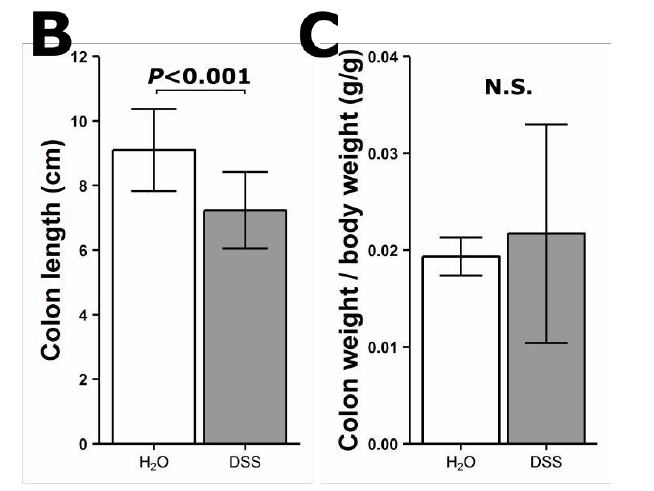 B
P<0.001
Colon length (cm)
12
10
8
6
4
2
0
H₂O
DSS
C
N.S.
Colon weight / body weight (g/g)
0.04
0.03
0.02
0.01
0.00
H₂O
DSS